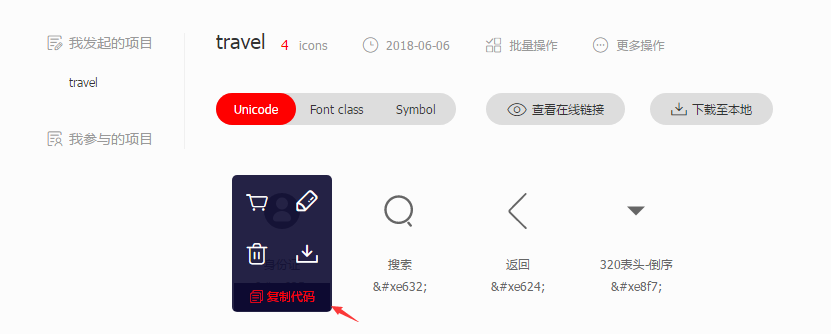 我发起的项目
travel
我参与的项目
travel 4 icons 2018-06-06 批量操作 更多操作
Unicode Font class Symbol 查看在线链接 下载至本地
身份证 搜索 返回 320表头-倒序
&#xe632; &#xe624; &#xe8f7;
复制代码